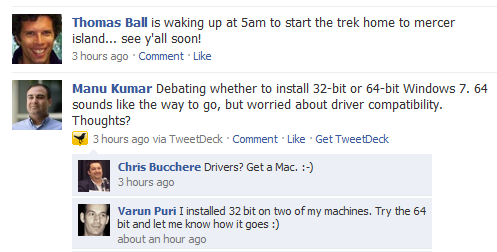 Thomas Ball is waking up at 5am to start the trek home to mercer
island... see y'all soon!
3 hours ago · Comment · Like
Manu Kumar Debating whether to install 32-bit or 64-bit Windows 7. 64
sounds like the way to go, but worried about driver compatibility.
Thoughts?
3 hours ago via TweetDeck · Comment · Like · Get TweetDeck
Chris Bucchere Drivers? Get a Mac. :-)
3 hours ago
Varun Puri I installed 32 bit on two of my machines. Try the 64
bit and let me know how it goes :)
about an hour ago